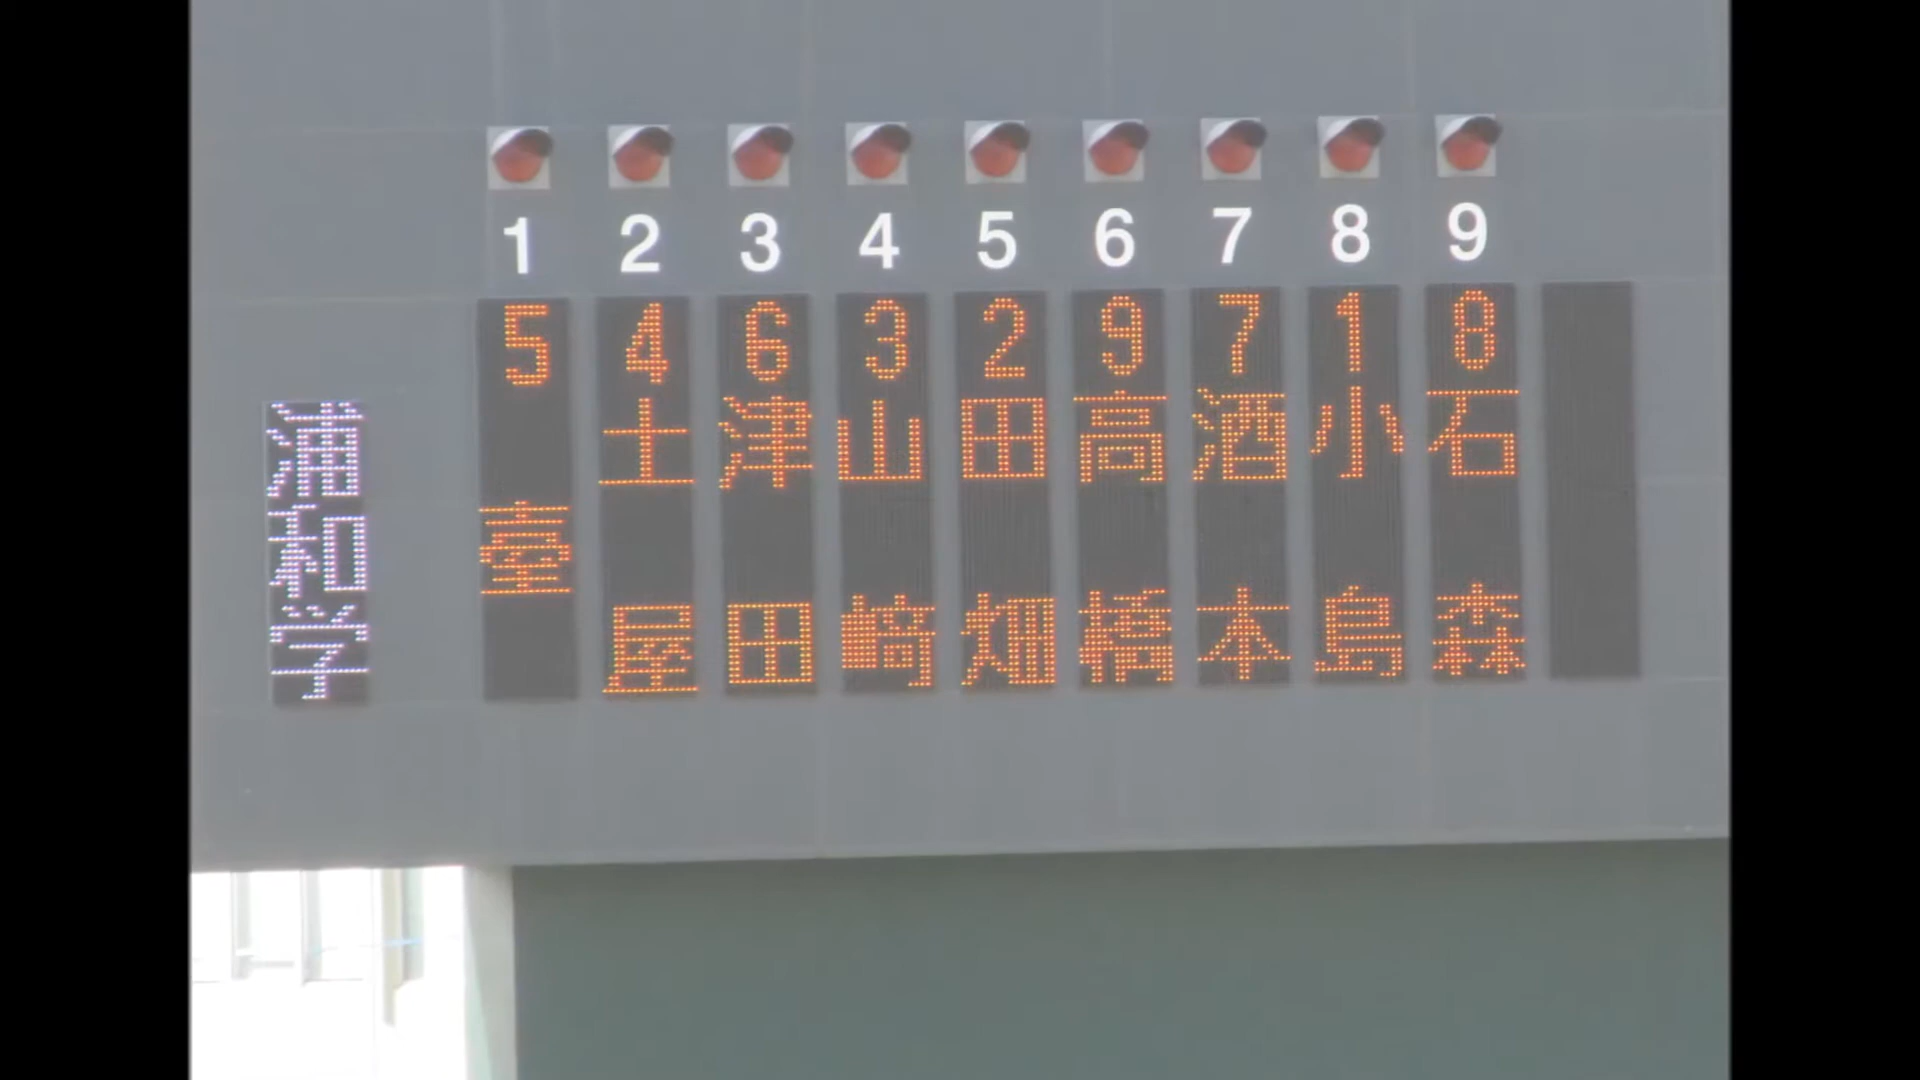 1 2 3 4 5 6 7 8 9
5 4 6 3 2 9 7 1 8
浦和学
臺
土屋
津田
山崎
田畑
高橋
酒本
小島
石森